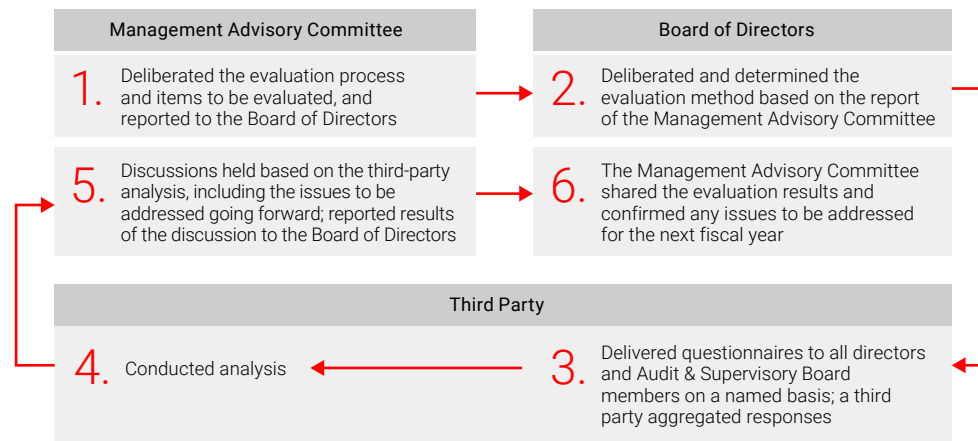 Management Advisory Committee
Board of Directors
1.
Deliberated the evaluation process
and items to be evaluated, and
reported to the Board of Directors
2.
Deliberated and determined the
evaluation method based on the report
of the Management Advisory Committee
5.
Discussions held based on the third-party
analysis, including the issues to be
addressed going forward; reported results
of the discussion to the Board of Directors
6.
The Management Advisory Committee
shared the evaluation results and
confirmed any issues to be addressed
for the next fiscal year
Third Party
4.
Conducted analysis
3.
Delivered questionnaires to all directors
and Audit & Supervisory Board
members on a named basis; a third
party aggregated responses